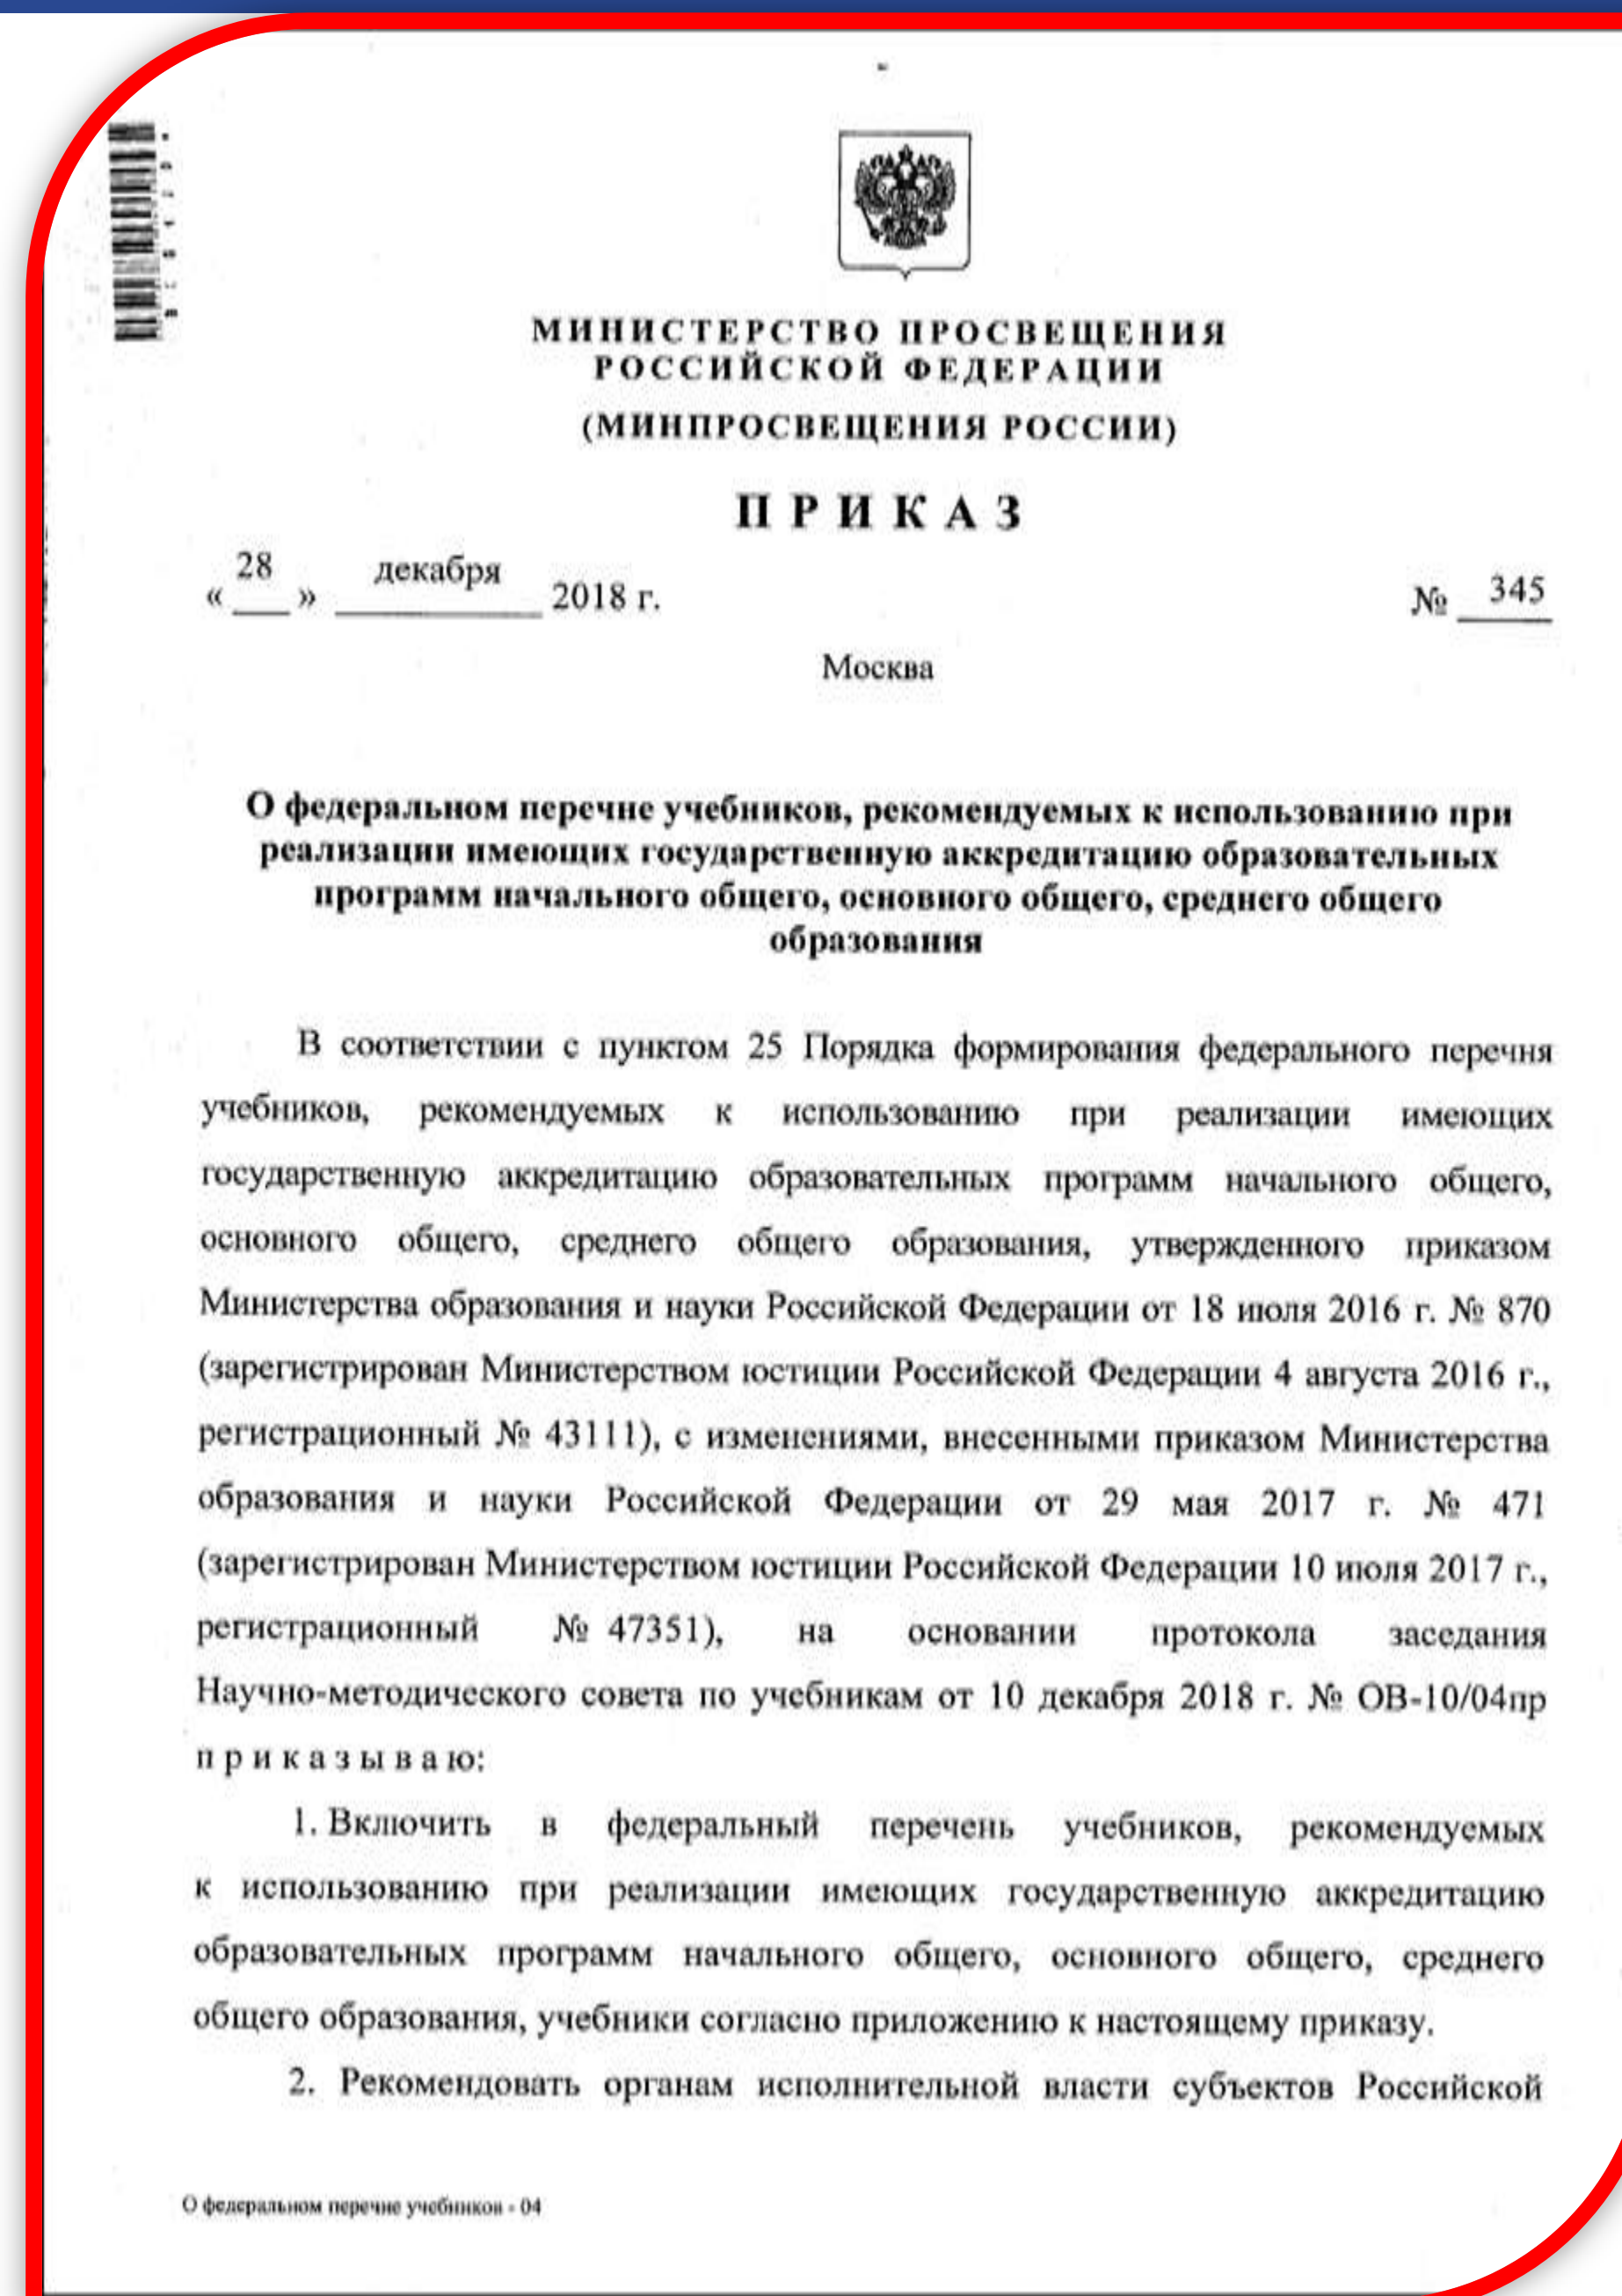 МИНИСТЕРСТВО ПРОСВЕЩЕНИЯ
РОССИЙСКОЙ ФЕДЕРАЦИИ
(МИНПРОСВЕЩЕНИЯ РОССИИ)
ПРИКАЗ
« 28 » декабря 2018 г. № 345
Москва
О федеральном перечне учебников, рекомендуемых к использованию при
реализации имеющих государственную аккредитацию образовательных
программ начального общего, основного общего, среднего общего
образования
В соответствии с пунктом 25 Порядка формирования федерального перечня
учебников, рекомендуемых к использованию при реализации имеющих
государственную аккредитацию образовательных программ начального общего,
основного общего, среднего общего образования, утвержденного приказом
Министерства образования и науки Российской Федерации от 18 июля 2016 г. № 870
(зарегистрирован Министерством юстиции Российской Федерации 4 августа 2016 г.,
регистрационный № 43111), с изменениями, внесенными приказом Министерства
образования и науки Российской Федерации от 29 мая 2017 г. № 471
(зарегистрирован Министерством юстиции Российской Федерации 10 июля 2017 г.,
регистрационный № 47351), на основании протокола заседания
Научно-методического совета по учебникам от 10 декабря 2018 г. № ОВ-10/04пр
п р и к а з ы в а ю:
1. Включить в федеральный перечень учебников, рекомендуемых
к использованию при реализации имеющих государственную аккредитацию
образовательных программ начального общего, основного общего, среднего
общего образования, учебники согласно приложению к настоящему приказу.
2. Рекомендовать органам исполнительной власти субъектов Российской
О федеральном перечне учебников - 04